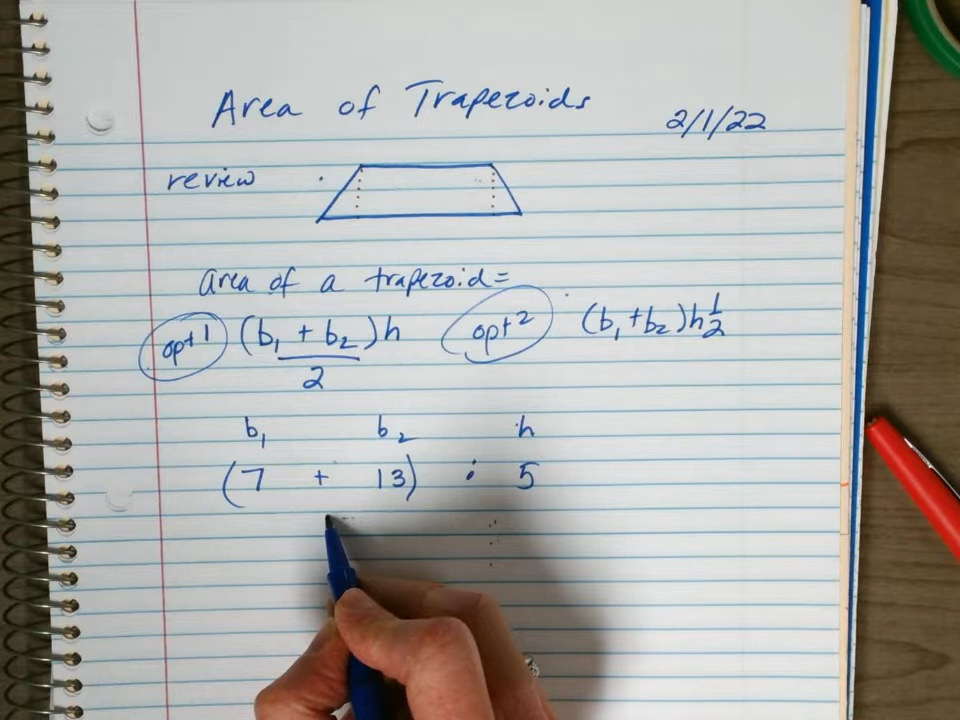 Area of Trapezoids
2/1/22
review
area of a trapezoid=
opt 1 (b₁ + b₂)h opt 2 (b₁+b₂)h½
2
b₁ b₂ h
(7 + 13) · 5